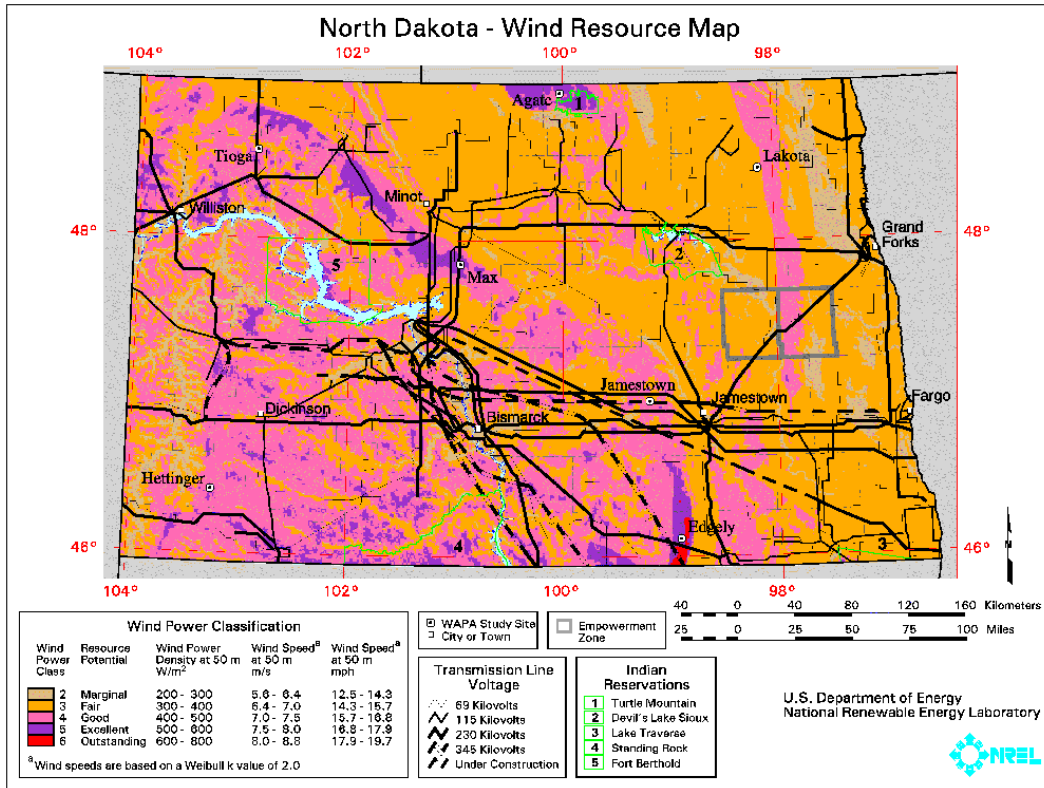 North Dakota - Wind Resource Map
104° 102° 100° 98°
Agate 1
Tioga
Lakota
Minot
Williston
48° 48°
Grand
Forks
5
2
Max
Jamestown
Jamestown
Fargo
Dickinson
Bismarck
Hettinger
Edgely
46° 46°
4
3
N
104° 102° 100° 98°
40 0 40 80 120 160 Kilometers
25 0 25 50 75 100 Miles
Wind Power Classification
Wind Power Class
Resource Potential
Wind Power Density at 50 m W/m²
Wind Speedᵃ at 50 m m/s
Wind Speedᵃ at 50 m mph
2 Marginal 200 - 300 5.6 - 6.4 12.5 - 14.3
3 Fair 300 - 400 6.4 - 7.0 14.3 - 15.7
4 Good 400 - 500 7.0 - 7.5 15.7 - 16.8
5 Excellent 500 - 600 7.5 - 8.0 16.8 - 17.9
6 Outstanding 600 - 800 8.0 - 8.8 17.9 - 19.7
ᵃ Wind speeds are based on a Weibull k value of 2.0
WAPA Study Site
City or Town
Empowerment
Zone
Transmission Line
Voltage
69 Kilovolts
115 Kilovolts
230 Kilovolts
345 Kilovolts
Under Construction
Indian
Reservations
1 Turtle Mountain
2 Devil's Lake Sioux
3 Lake Traverse
4 Standing Rock
5 Fort Berthold
U.S. Department of Energy
National Renewable Energy Laboratory
NREL